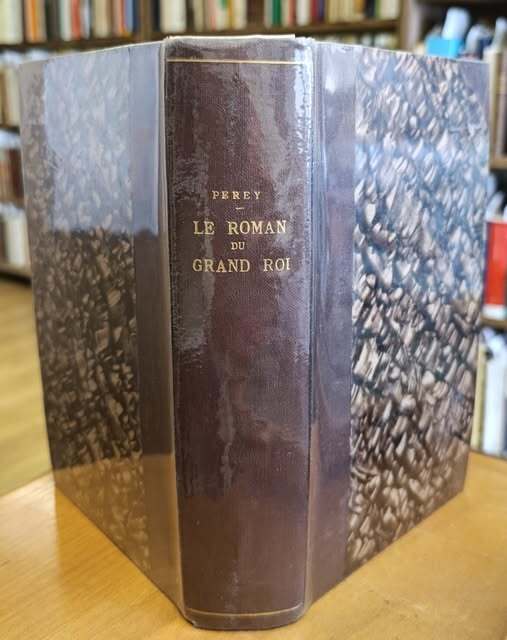 PEREY
LE ROMAN
DU
GRAND ROI